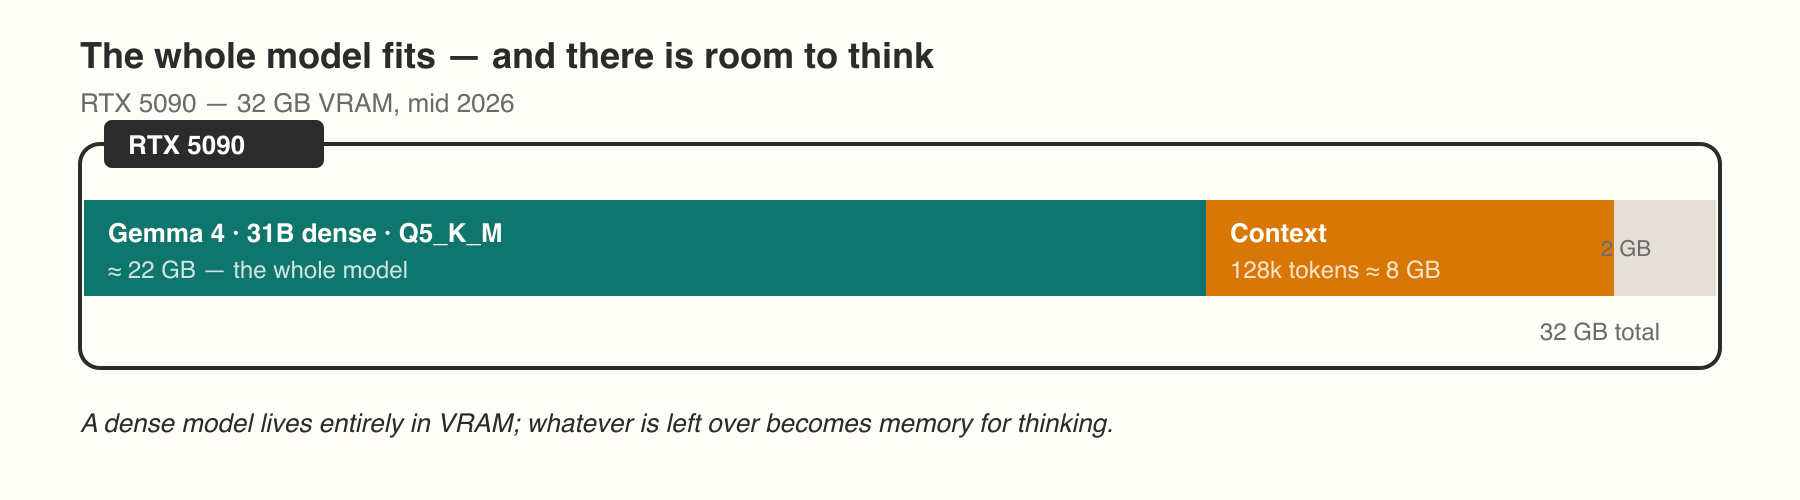 The whole model fits — and there is room to think
RTX 5090 — 32 GB VRAM, mid 2026
RTX 5090
Gemma 4 · 31B dense · Q5_K_M
≈ 22 GB — the whole model
Context
128k tokens ≈ 8 GB
2 GB
32 GB total
A dense model lives entirely in VRAM; whatever is left over becomes memory for thinking.